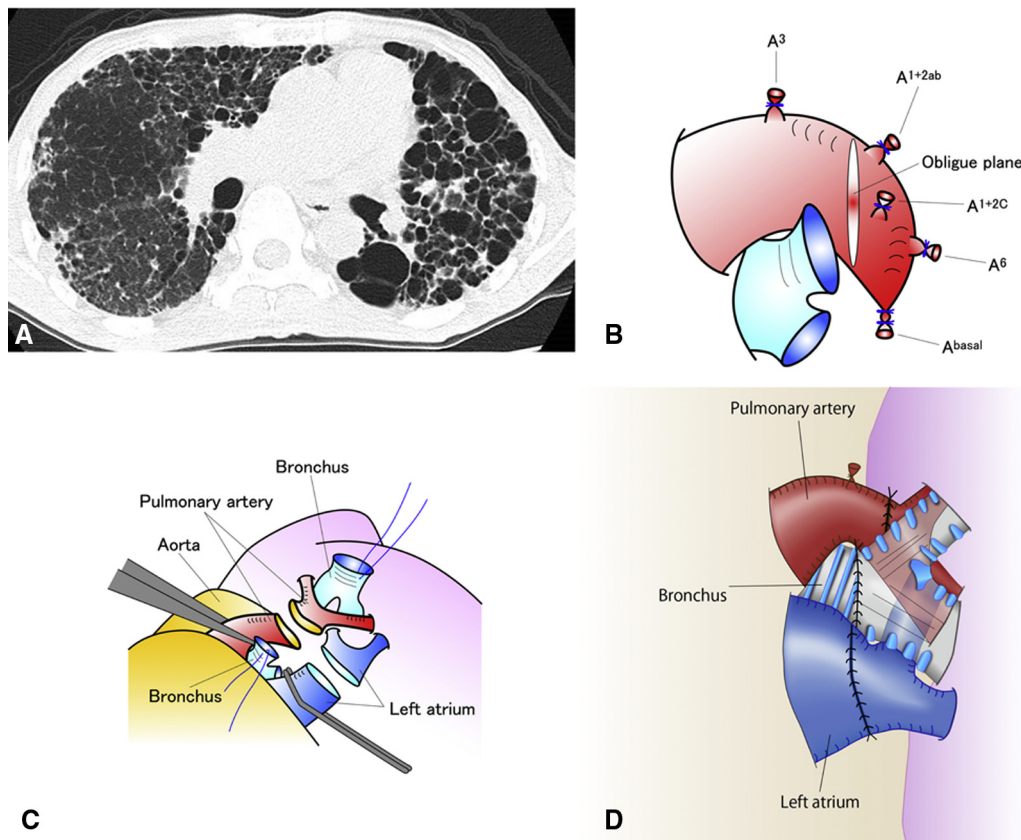 A
A3
A1+2ab
Obligue plane
A1+2C
A6
Abasal
B
Bronchus
Pulmonary artery
Aorta
Bronchus
Left atrium
C
Pulmonary artery
Bronchus
Left atrium
D